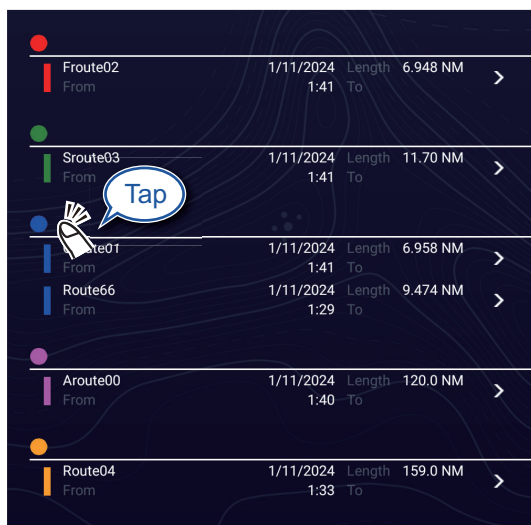 Froute02 1/11/2024 Length 6.948 NM
From 1:41 To
Sroute03 1/11/2024 Length 11.70 NM
From 1:41 To
Tap
1/11/2024 Length 6.958 NM
From 1:41 To
Route66 1/11/2024 Length 9.474 NM
From 1:29 To
Aroute00 1/11/2024 Length 120.0 NM
From 1:40 To
Route04 1/11/2024 Length 159.0 NM
From 1:33 To